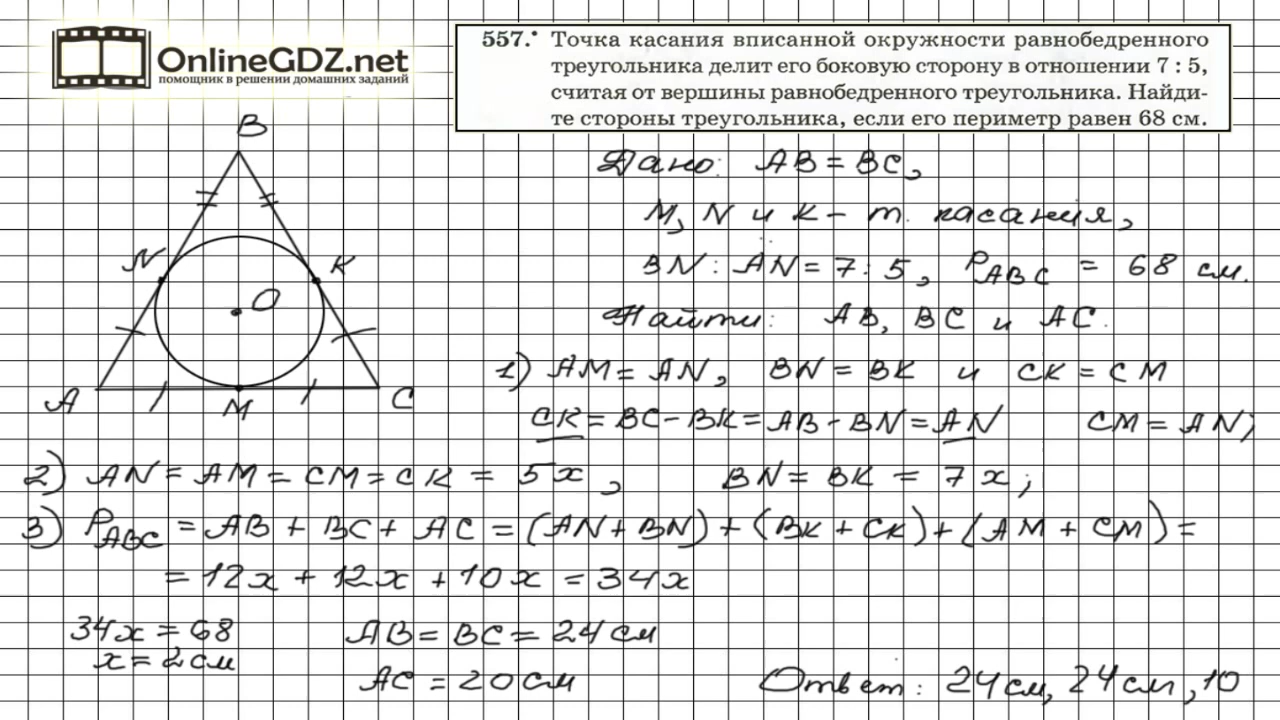 OnlineGDZ.net
помощник в решении домашних заданий
557.• Точка касания вписанной окружности равнобедренного
треугольника делит его боковую сторону в отношении 7 : 5,
считая от вершины равнобедренного треугольника. Найди-
те стороны треугольника, если его периметр равен 68 см.
B
N
K
O
A
M
C
Дано: AB = BC,
M, N и K – т. касания,
BN : AN = 7 : 5, P_ABC = 68 см.
Найти: AB, BC и AC.
1) AM = AN, BN = BK и CK = CM
CK = BC – BK = AB – BN = AN CM = AN;
2) AN = AM = CM = CK = 5x, BN = BK = 7x;
3) P_ABC = AB + BC + AC = (AN + BN) + (BK + CK) + (AM + CM) =
= 12x + 12x + 10x = 34x
34x = 68
x = 2 см
AB = BC = 24 см
AC = 20 см
Ответ: 24 см, 24 см, 10